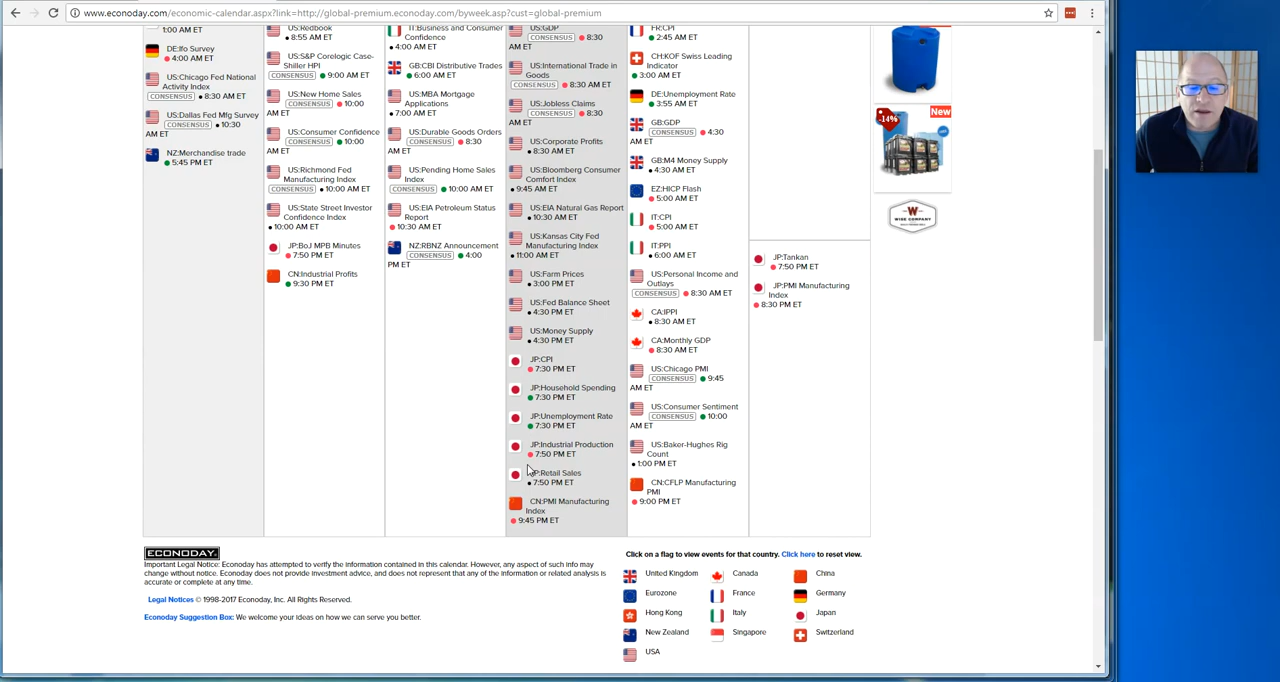 www.econoday.com/economic-calendar.aspx?link=http://global-premium.econoday.com/byweek.asp?cust=global-premium
1:00 AM ET
DE:Ifo Survey
4:00 AM ET
US:Chicago Fed National
Activity Index
CONSENSUS 8:30 AM ET
US:Dallas Fed Mfg Survey
CONSENSUS 10:30
AM ET
NZ:Merchandise trade
5:45 PM ET
US:Redbook
8:55 AM ET
US:S&P Corelogic Case-
Shiller HPI
CONSENSUS 9:00 AM ET
US:New Home Sales
CONSENSUS 10:00
AM ET
US:Consumer Confidence
CONSENSUS 10:00
AM ET
US:Richmond Fed
Manufacturing Index
CONSENSUS 10:00 AM ET
US:State Street Investor
Confidence Index
10:00 AM ET
JP:BoJ MPB Minutes
7:50 PM ET
CN:Industrial Profits
9:30 PM ET
IT:Business and Consumer
Confidence
4:00 AM ET
GB:CBI Distributive Trades
6:00 AM ET
US:MBA Mortgage
Applications
7:00 AM ET
US:Durable Goods Orders
CONSENSUS 8:30
AM ET
US:Pending Home Sales
Index
CONSENSUS 10:00 AM ET
US:EIA Petroleum Status
Report
10:30 AM ET
NZ:RBNZ Announcement
CONSENSUS 4:00
PM ET
US:GDP
CONSENSUS 8:30
AM ET
US:International Trade in
Goods
CONSENSUS 8:30 AM ET
US:Jobless Claims
CONSENSUS 8:30
AM ET
US:Corporate Profits
8:30 AM ET
US:Bloomberg Consumer
Comfort Index
9:45 AM ET
US:EIA Natural Gas Report
10:30 AM ET
US:Kansas City Fed
Manufacturing Index
11:00 AM ET
US:Farm Prices
3:00 PM ET
US:Fed Balance Sheet
4:30 PM ET
US:Money Supply
4:30 PM ET
JP:CPI
7:30 PM ET
JP:Household Spending
7:30 PM ET
JP:Unemployment Rate
7:30 PM ET
JP:Industrial Production
7:50 PM ET
JP:Retail Sales
7:50 PM ET
CN:PMI Manufacturing
Index
9:45 PM ET
FR:CPI
2:45 AM ET
CH:KOF Swiss Leading
Indicator
3:00 AM ET
DE:Unemployment Rate
3:55 AM ET
GB:GDP
CONSENSUS 4:30
AM ET
GB:M4 Money Supply
4:30 AM ET
EZ:HICP Flash
5:00 AM ET
IT:CPI
5:00 AM ET
IT:PPI
6:00 AM ET
US:Personal Income and
Outlays
CONSENSUS 8:30 AM ET
CA:IPPI
8:30 AM ET
CA:Monthly GDP
8:30 AM ET
US:Chicago PMI
CONSENSUS 9:45
AM ET
US:Consumer Sentiment
CONSENSUS 10:00
AM ET
US:Baker-Hughes Rig
Count
1:00 PM ET
CN:CFLP Manufacturing
PMI
9:00 PM ET
JP:Tankan
7:50 PM ET
JP:PMI Manufacturing
Index
8:30 PM ET
-14%
New
WISE COMPANY
ECONODAY
Important Legal Notice: Econoday has attempted to verify the information contained in this calendar. However, any aspect of such info may
change without notice. Econoday does not provide investment advice, and does not represent that any of the information or related analysis is
accurate or complete at any time.
Legal Notices © 1998-2017 Econoday, Inc. All Rights Reserved.
Econoday Suggestion Box: We welcome your ideas on how we can serve you better.
Click on a flag to view events for that country. Click here to reset view.
United Kingdom Canada China
Eurozone France Germany
Hong Kong Italy Japan
New Zealand Singapore Switzerland
USA